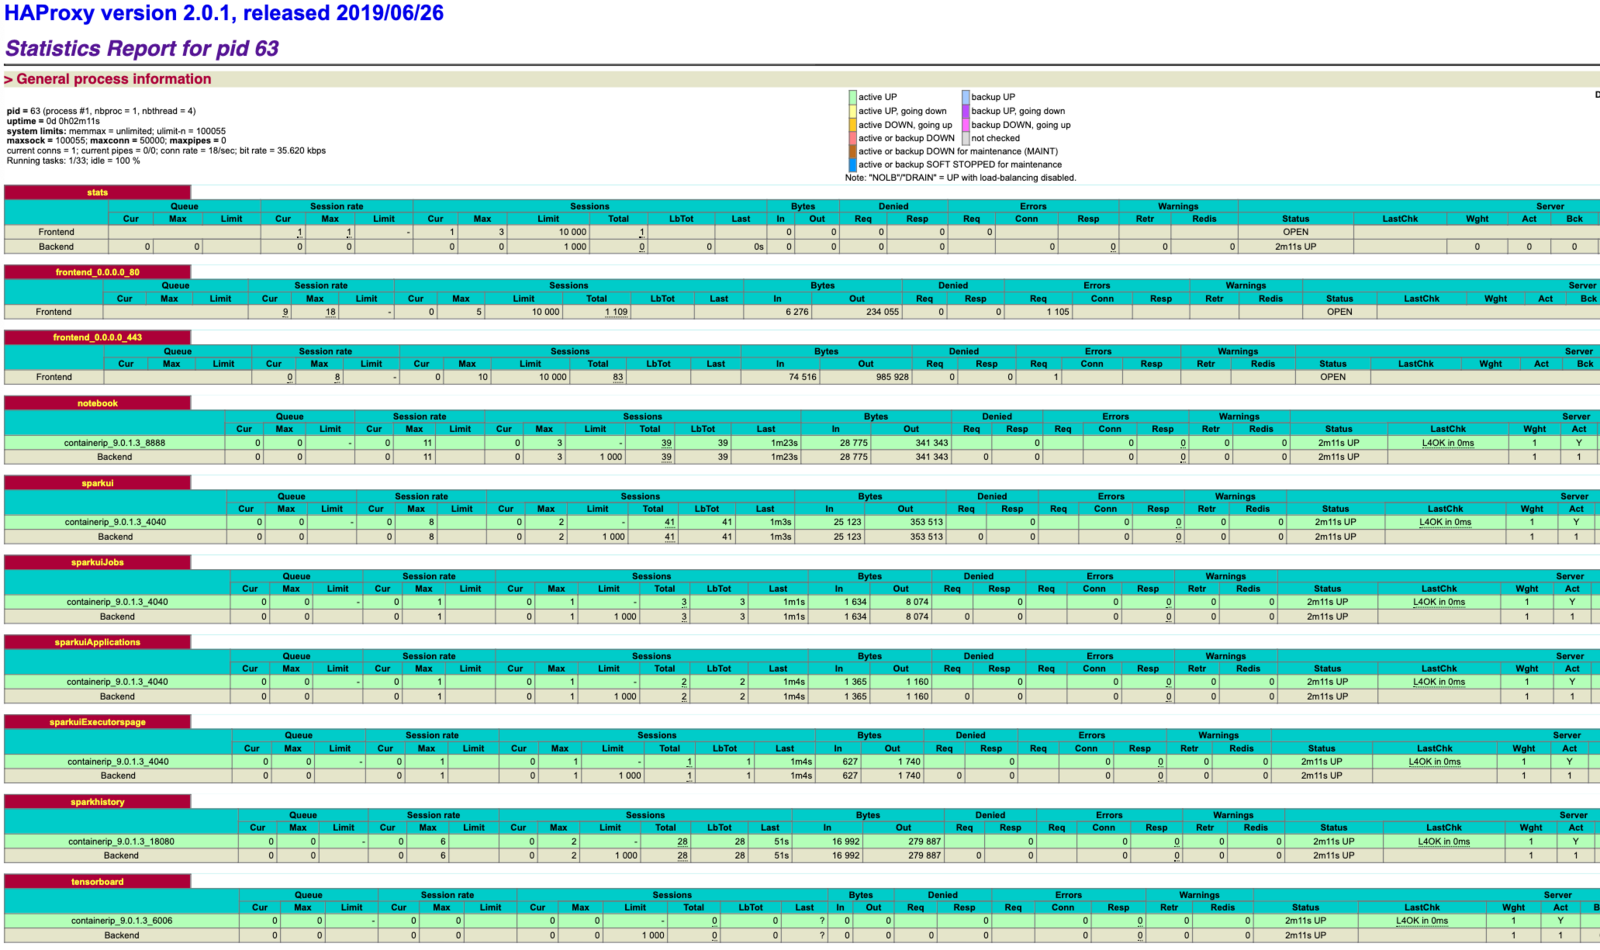 HAProxy version 2.0.1, released 2019/06/26
Statistics Report for pid 63
> General process information
pid = 63 (process #1, nbproc = 1, nbthread = 4)
uptime = 0d 0h02m11s
system limits: memmax = unlimited; ulimit-n = 100055
maxsock = 100055; maxconn = 50000; maxpipes = 0
current conns = 1; current pipes = 0/0; conn rate = 18/sec; bit rate = 35.620 kbps
Running tasks: 1/33; idle = 100 %
active UP backup UP
active UP, going down backup UP, going down
active DOWN, going up backup DOWN, going up
active or backup DOWN not checked
active or backup DOWN for maintenance (MAINT)
active or backup SOFT STOPPED for maintenance
Note: "NOLB"/"DRAIN" = UP with load-balancing disabled.
D
stats
Queue Session rate Sessions Bytes Denied Errors Warnings Server
Cur Max Limit Cur Max Limit Cur Max Limit Total LbTot Last In Out Req Resp Req Conn Resp Retr Redis Status LastChk Wght Act Bck
Frontend 1 1 - 1 3 10 000 1 0 0 0 0 0 OPEN
Backend 0 0 0 0 0 0 1 000 0 0 0s 0 0 0 0 0 0 0 0 2m11s UP 0 0 0
frontend_0.0.0.0_80
Queue Session rate Sessions Bytes Denied Errors Warnings Server
Cur Max Limit Cur Max Limit Cur Max Limit Total LbTot Last In Out Req Resp Req Conn Resp Retr Redis Status LastChk Wght Act Bck
Frontend 9 18 - 0 5 10 000 1 109 6 276 234 055 0 0 1 105 OPEN
frontend_0.0.0.0_443
Queue Session rate Sessions Bytes Denied Errors Warnings Server
Cur Max Limit Cur Max Limit Cur Max Limit Total LbTot Last In Out Req Resp Req Conn Resp Retr Redis Status LastChk Wght Act Bck
Frontend 0 8 - 0 10 10 000 83 74 516 985 928 0 0 1 OPEN
notebook
Queue Session rate Sessions Bytes Denied Errors Warnings Server
Cur Max Limit Cur Max Limit Cur Max Limit Total LbTot Last In Out Req Resp Req Conn Resp Retr Redis Status LastChk Wght Act
containerip_9.0.1.3_8888 0 0 - 0 11 0 3 - 39 39 1m23s 28 775 341 343 0 0 0 0 0 2m11s UP L4OK in 0ms 1 Y
Backend 0 0 0 11 0 3 1 000 39 39 1m23s 28 775 341 343 0 0 0 0 0 0 2m11s UP 1 1
sparkui
Queue Session rate Sessions Bytes Denied Errors Warnings Server
Cur Max Limit Cur Max Limit Cur Max Limit Total LbTot Last In Out Req Resp Req Conn Resp Retr Redis Status LastChk Wght Act
containerip_9.0.1.3_4040 0 0 - 0 8 0 2 - 41 41 1m3s 25 123 353 513 0 0 0 0 0 2m11s UP L4OK in 0ms 1 Y
Backend 0 0 0 8 0 2 1 000 41 41 1m3s 25 123 353 513 0 0 0 0 0 0 2m11s UP 1 1
sparkuiJobs
Queue Session rate Sessions Bytes Denied Errors Warnings Server
Cur Max Limit Cur Max Limit Cur Max Limit Total LbTot Last In Out Req Resp Req Conn Resp Retr Redis Status LastChk Wght Act
containerip_9.0.1.3_4040 0 0 - 0 1 0 1 - 3 3 1m1s 1 634 8 074 0 0 0 0 0 2m11s UP L4OK in 0ms 1 Y
Backend 0 0 0 1 0 1 1 000 3 3 1m1s 1 634 8 074 0 0 0 0 0 0 2m11s UP 1 1
sparkuiApplications
Queue Session rate Sessions Bytes Denied Errors Warnings Server
Cur Max Limit Cur Max Limit Cur Max Limit Total LbTot Last In Out Req Resp Req Conn Resp Retr Redis Status LastChk Wght Act
containerip_9.0.1.3_4040 0 0 - 0 1 0 1 - 2 2 1m4s 1 365 1 160 0 0 0 0 0 2m11s UP L4OK in 0ms 1 Y
Backend 0 0 0 1 0 1 1 000 2 2 1m4s 1 365 1 160 0 0 0 0 0 0 2m11s UP 1 1
sparkuiExecutorspage
Queue Session rate Sessions Bytes Denied Errors Warnings Server
Cur Max Limit Cur Max Limit Cur Max Limit Total LbTot Last In Out Req Resp Req Conn Resp Retr Redis Status LastChk Wght Act
containerip_9.0.1.3_4040 0 0 - 0 1 0 1 - 1 1 1m4s 627 1 740 0 0 0 0 0 2m11s UP L4OK in 0ms 1 Y
Backend 0 0 0 1 0 1 1 000 1 1 1m4s 627 1 740 0 0 0 0 0 0 2m11s UP 1 1
sparkhistory
Queue Session rate Sessions Bytes Denied Errors Warnings Server
Cur Max Limit Cur Max Limit Cur Max Limit Total LbTot Last In Out Req Resp Req Conn Resp Retr Redis Status LastChk Wght Act
containerip_9.0.1.3_18080 0 0 - 0 6 0 2 - 28 28 51s 16 992 279 887 0 0 0 0 0 2m11s UP L4OK in 0ms 1 Y
Backend 0 0 0 6 0 2 1 000 28 28 51s 16 992 279 887 0 0 0 0 0 0 2m11s UP 1 1
tensorboard
Queue Session rate Sessions Bytes Denied Errors Warnings Server
Cur Max Limit Cur Max Limit Cur Max Limit Total LbTot Last In Out Req Resp Req Conn Resp Retr Redis Status LastChk Wght Act B
containerip_9.0.1.3_6006 0 0 - 0 0 0 0 - 0 0 ? 0 0 0 0 0 0 0 2m11s UP L4OK in 0ms 1 Y
Backend 0 0 0 0 0 0 1 000 0 0 ? 0 0 0 0 0 0 0 0 2m11s UP 1 1